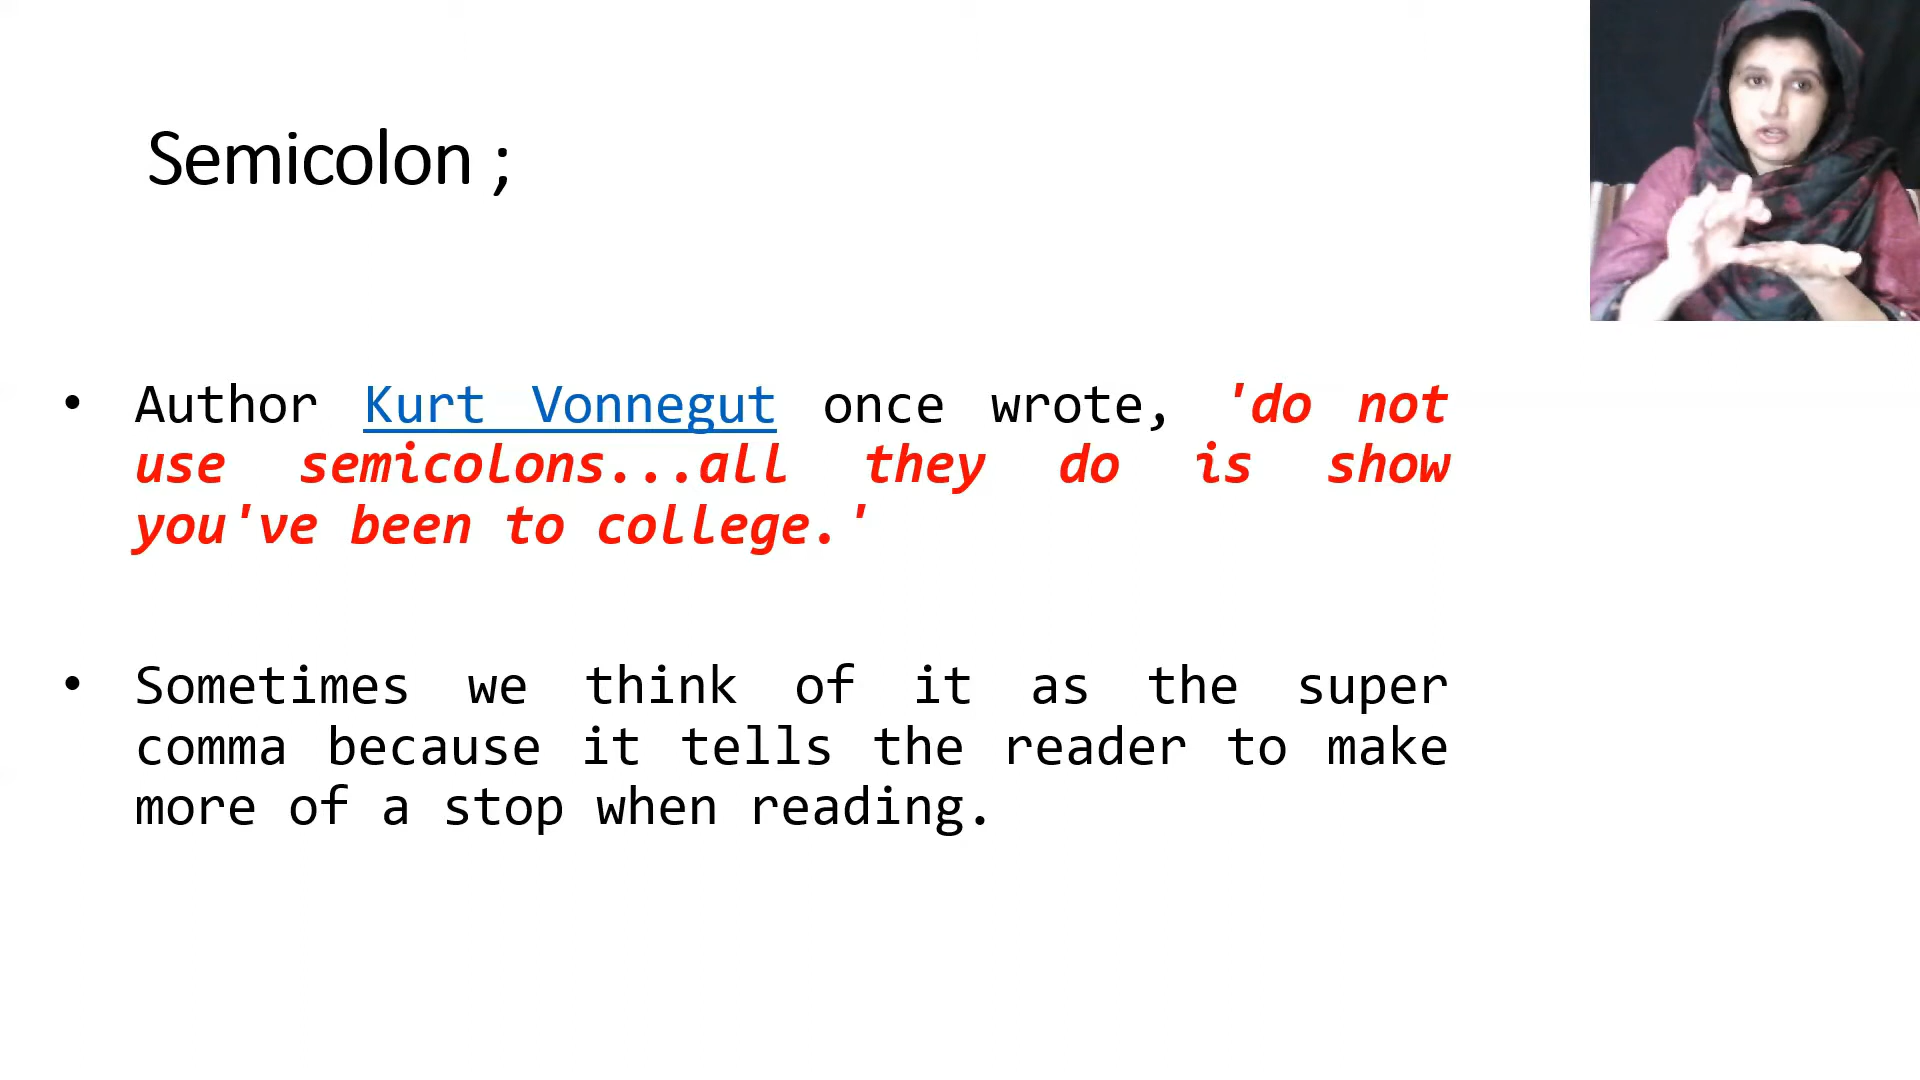 Semicolon ;
• Author Kurt Vonnegut once wrote, 'do not
use semicolons...all they do is show
you've been to college.'
• Sometimes we think of it as the super
comma because it tells the reader to make
more of a stop when reading.